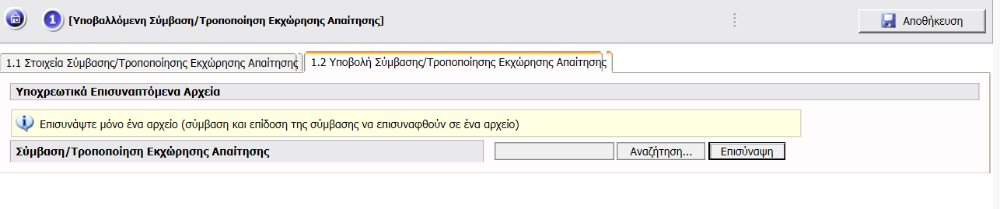 1 [Υποβαλλόμενη Σύμβαση/Τροποποίηση Εκχώρησης Απαίτησης] Αποθήκευση
1.1 Στοιχεία Σύμβασης/Τροποποίησης Εκχώρησης Απαίτησης 1.2 Υποβολή Σύμβασης/Τροποποίησης Εκχώρησης Απαίτησης
Υποχρεωτικά Επισυναπτόμενα Αρχεία
Επισυνάψτε μόνο ένα αρχείο (σύμβαση και επίδοση της σύμβασης να επισυναφθούν σε ένα αρχείο)
Σύμβαση/Τροποποίηση Εκχώρησης Απαίτησης Αναζήτηση... Επισύναψη